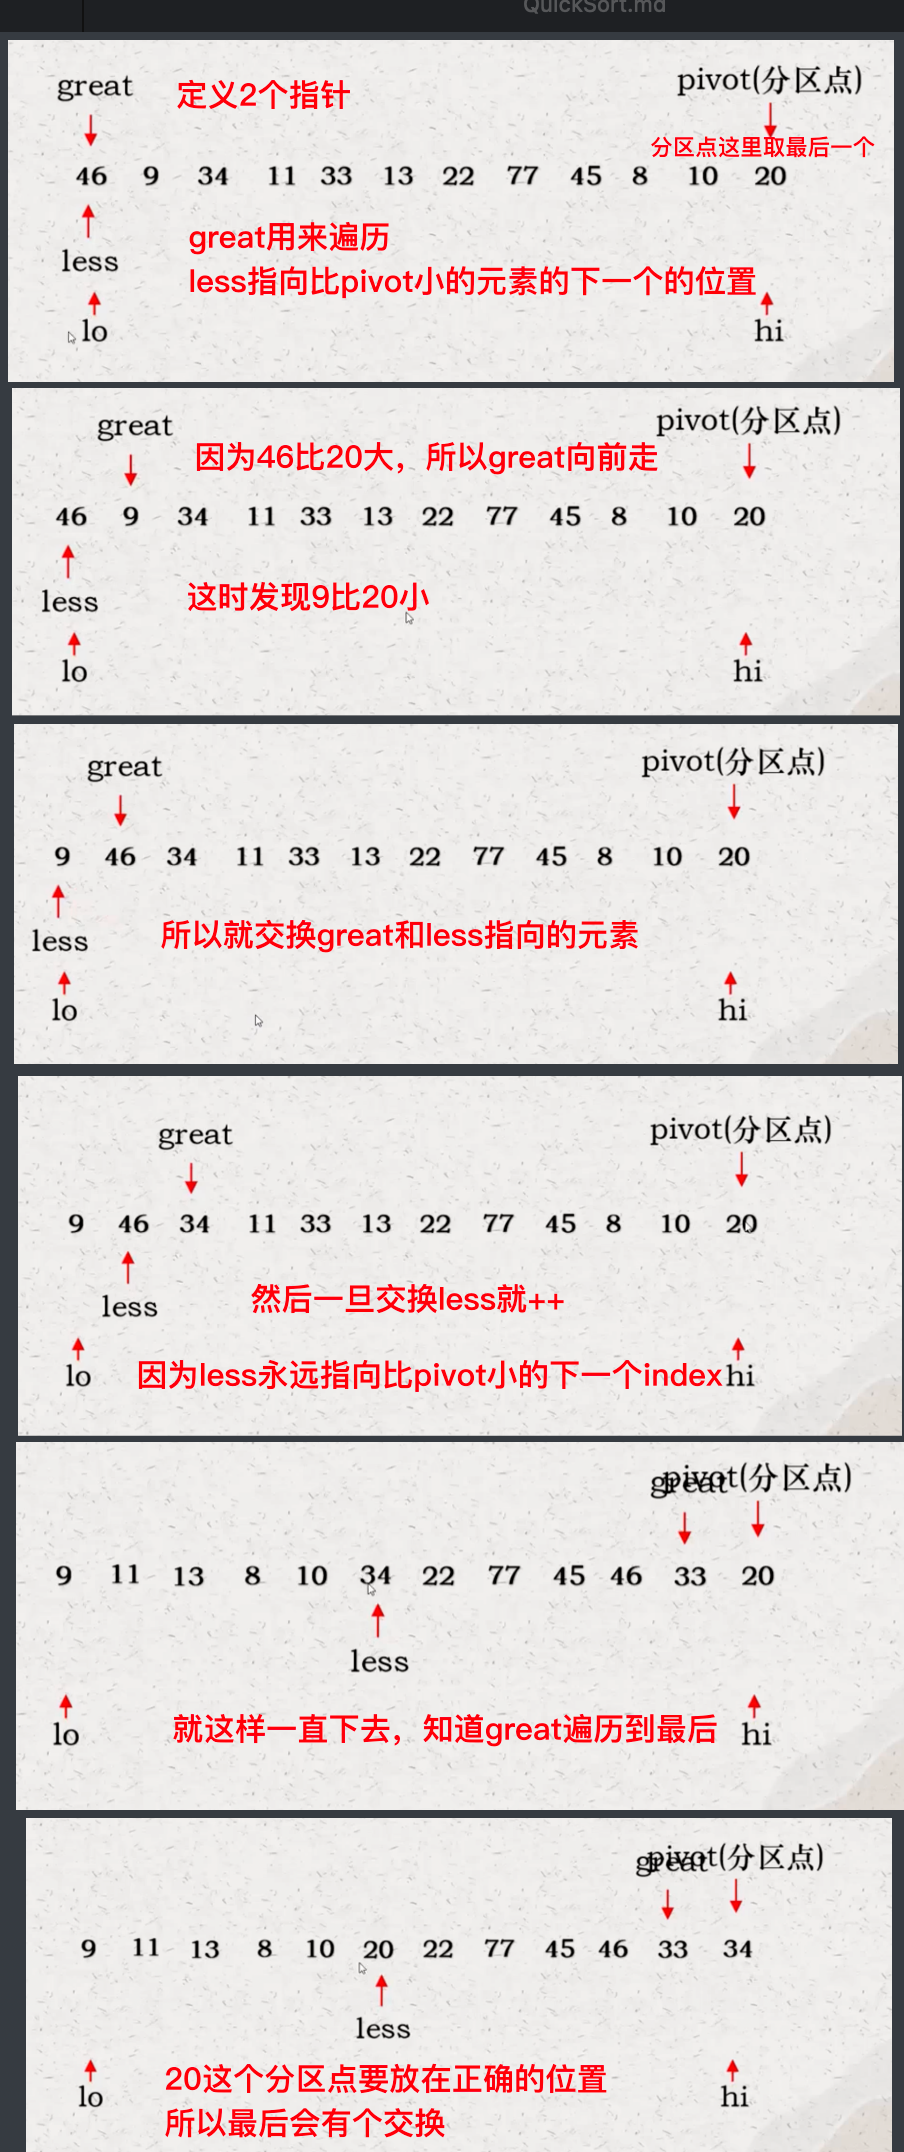 QuickSort.md
great 定义2个指针 pivot(分区点)
分区点这里取最后一个
46 9 34 11 33 13 22 77 45 8 10 20
great用来遍历
less
less指向比pivot小的元素的下一个的位置
lo hi
great pivot(分区点)
因为46比20大，所以great向前走
46 9 34 11 33 13 22 77 45 8 10 20
这时发现9比20小
less
lo hi
great pivot(分区点)
9 46 34 11 33 13 22 77 45 8 10 20
less 所以就交换great和less指向的元素
lo hi
great pivot(分区点)
9 46 34 11 33 13 22 77 45 8 10 20
less 然后一旦交换less就++
lo 因为less永远指向比pivot小的下一个index hi
great pivot(分区点)
9 11 13 8 10 34 22 77 45 46 33 20
less
lo 就这样一直下去，知道great遍历到最后 hi
great pivot(分区点)
9 11 13 8 10 20 22 77 45 46 33 34
less
20这个分区点要放在正确的位置
lo hi
所以最后会有个交换